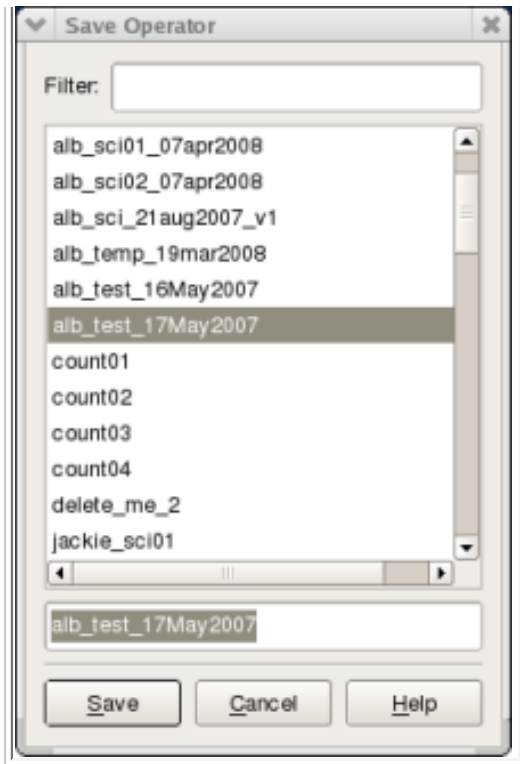 Save Operator
Filter:
alb_sci01_07apr2008
alb_sci02_07apr2008
alb_sci_21aug2007_v1
alb_temp_19mar2008
alb_test_16May2007
alb_test_17May2007
count01
count02
count03
count04
delete_me_2
jackie_sci01
alb_test_17May2007
Save Cancel Help